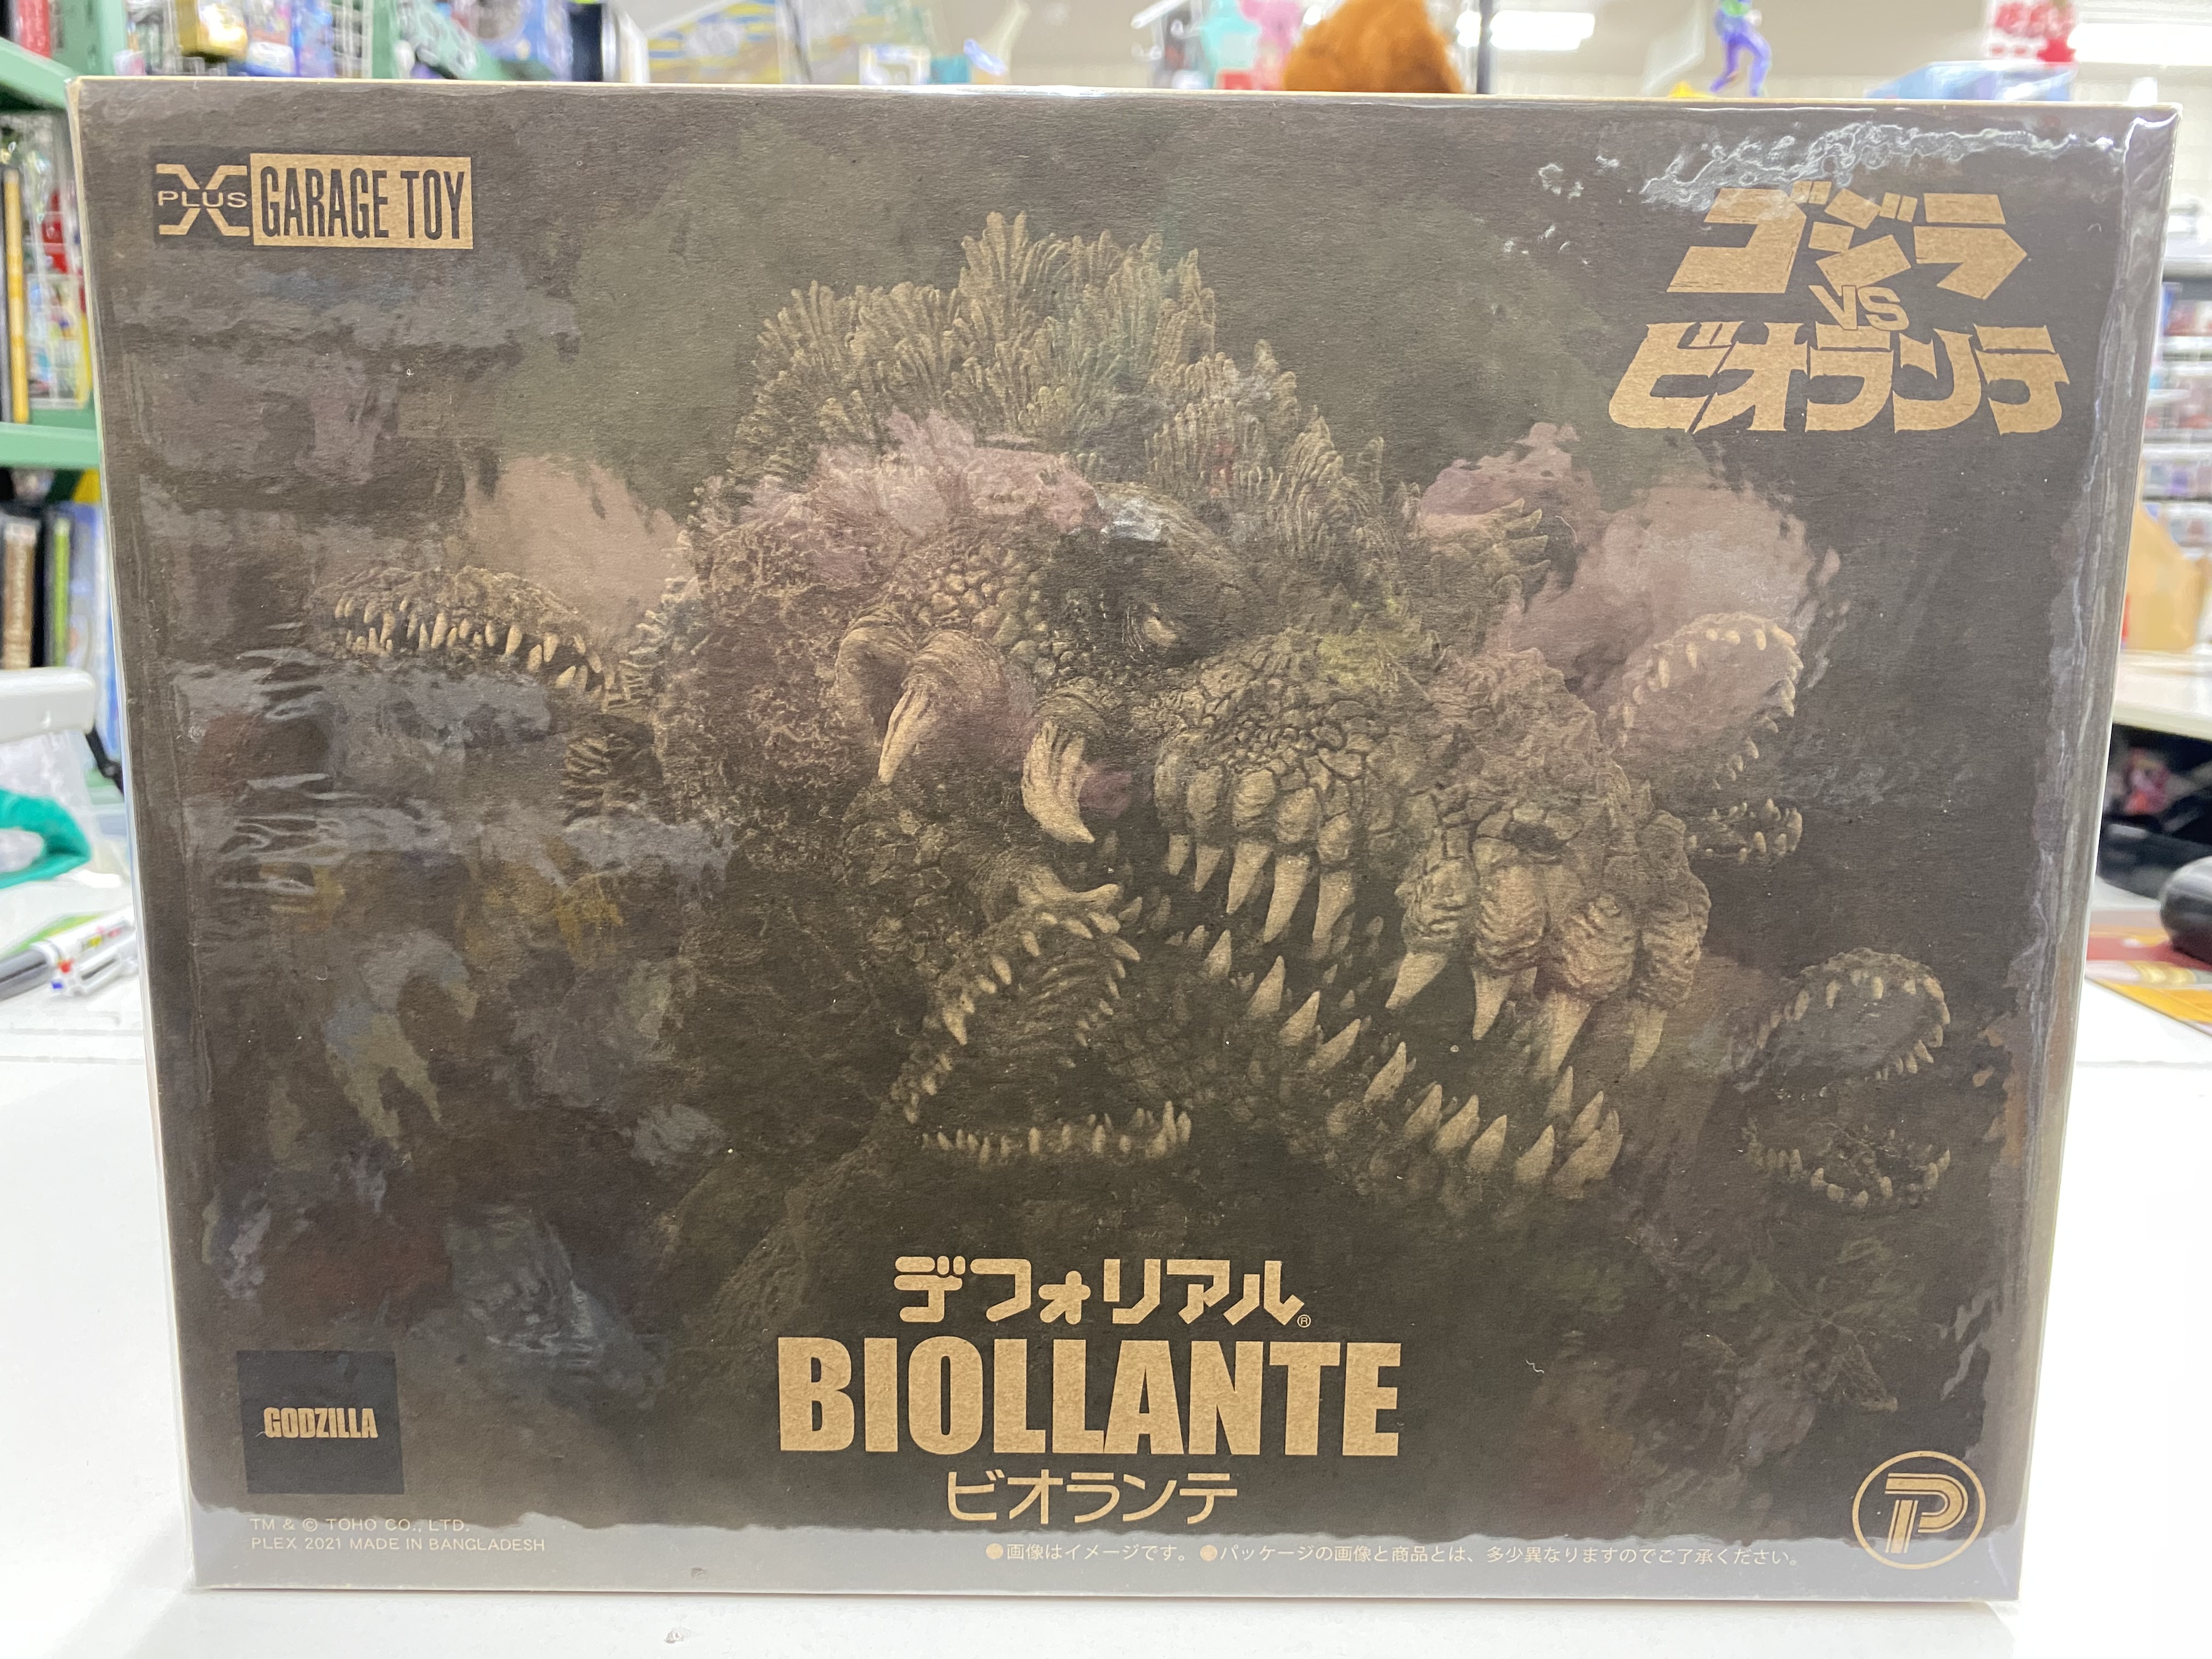 X PLUS GARAGE TOY
ゴジラ
VS
ビオランテ
デフォリアル®
BIOLLANTE
ビオランテ
GODZILLA
TM & © TOHO CO., LTD.
PLEX 2021 MADE IN BANGLADESH
●画像はイメージです。 ●パッケージの画像と商品とは、多少異なりますのでご了承ください。
P